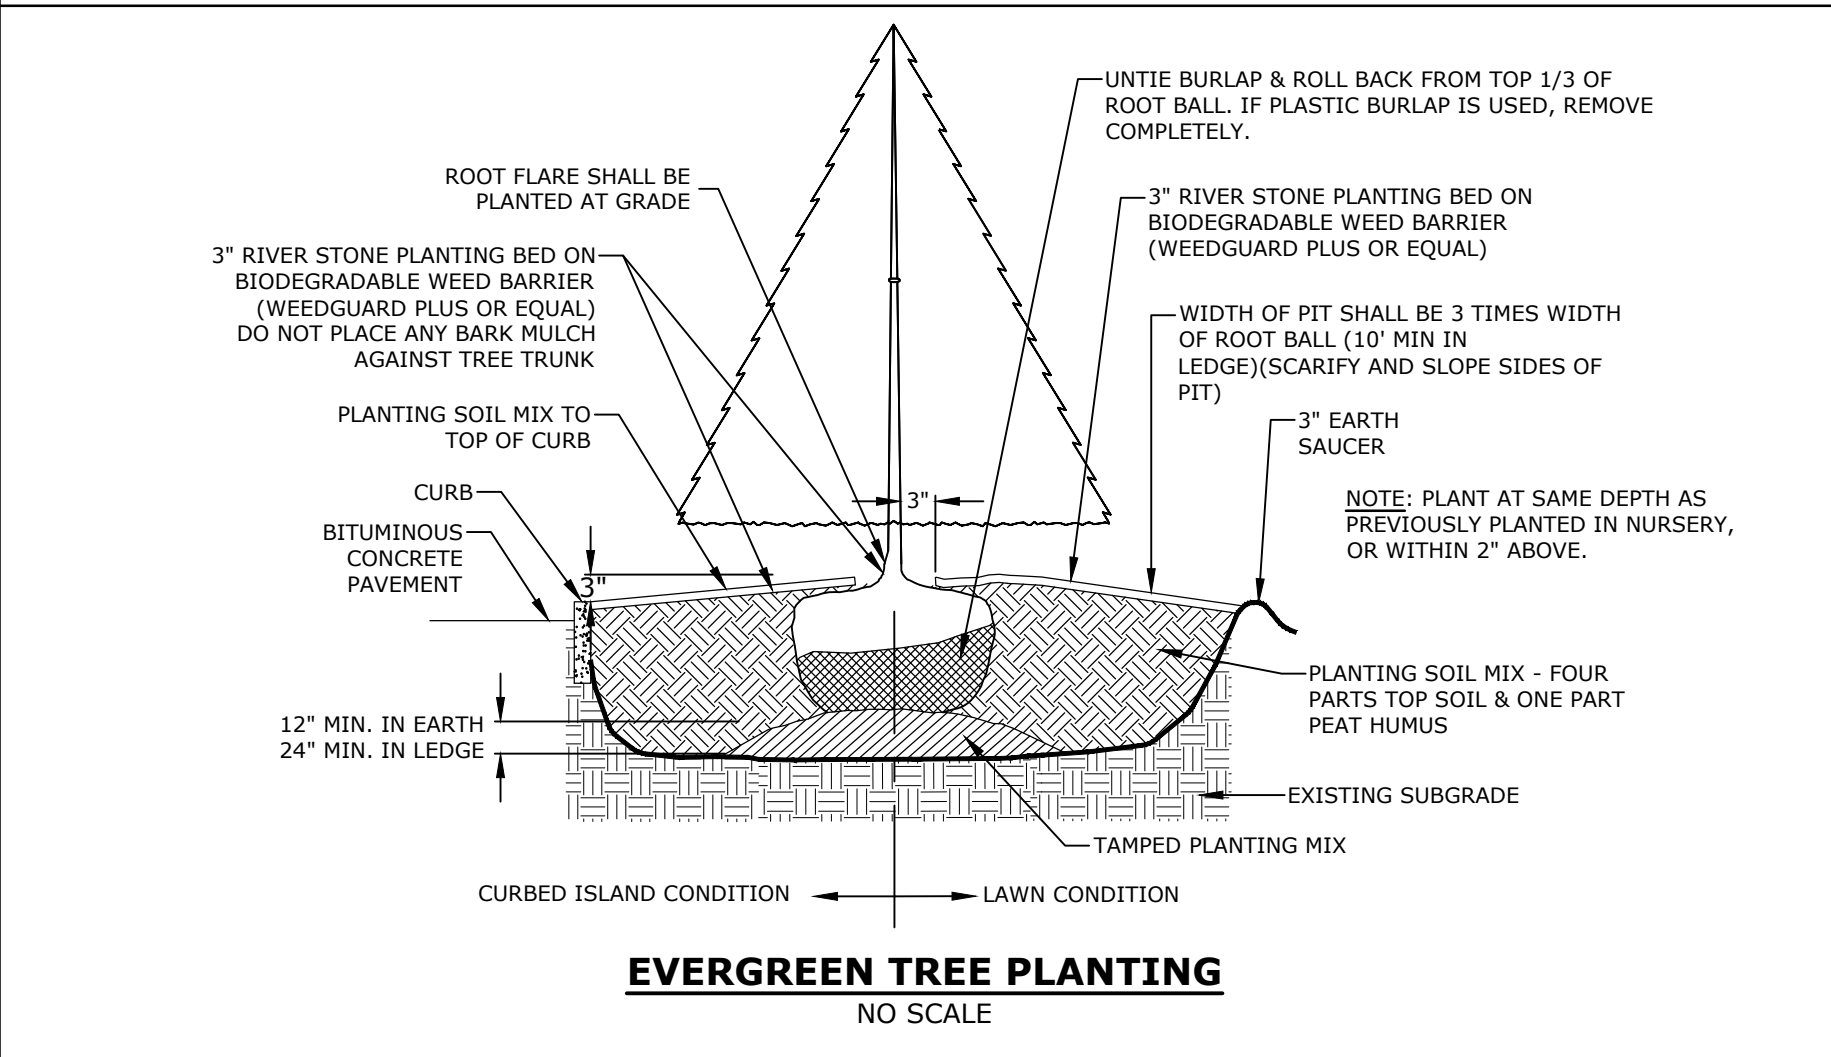 UNTIE BURLAP & ROLL BACK FROM TOP 1/3 OF
ROOT BALL. IF PLASTIC BURLAP IS USED, REMOVE
COMPLETELY.
ROOT FLARE SHALL BE
PLANTED AT GRADE
3" RIVER STONE PLANTING BED ON
BIODEGRADABLE WEED BARRIER
(WEEDGUARD PLUS OR EQUAL)
3" RIVER STONE PLANTING BED ON
BIODEGRADABLE WEED BARRIER
(WEEDGUARD PLUS OR EQUAL)
DO NOT PLACE ANY BARK MULCH
AGAINST TREE TRUNK
WIDTH OF PIT SHALL BE 3 TIMES WIDTH
OF ROOT BALL (10' MIN IN
LEDGE)(SCARIFY AND SLOPE SIDES OF
PIT)
PLANTING SOIL MIX TO
TOP OF CURB
3" EARTH
SAUCER
CURB
3"
NOTE: PLANT AT SAME DEPTH AS
PREVIOUSLY PLANTED IN NURSERY,
OR WITHIN 2" ABOVE.
BITUMINOUS
CONCRETE
PAVEMENT
3"
PLANTING SOIL MIX - FOUR
PARTS TOP SOIL & ONE PART
PEAT HUMUS
12" MIN. IN EARTH
24" MIN. IN LEDGE
EXISTING SUBGRADE
TAMPED PLANTING MIX
CURBED ISLAND CONDITION
LAWN CONDITION
EVERGREEN TREE PLANTING
NO SCALE